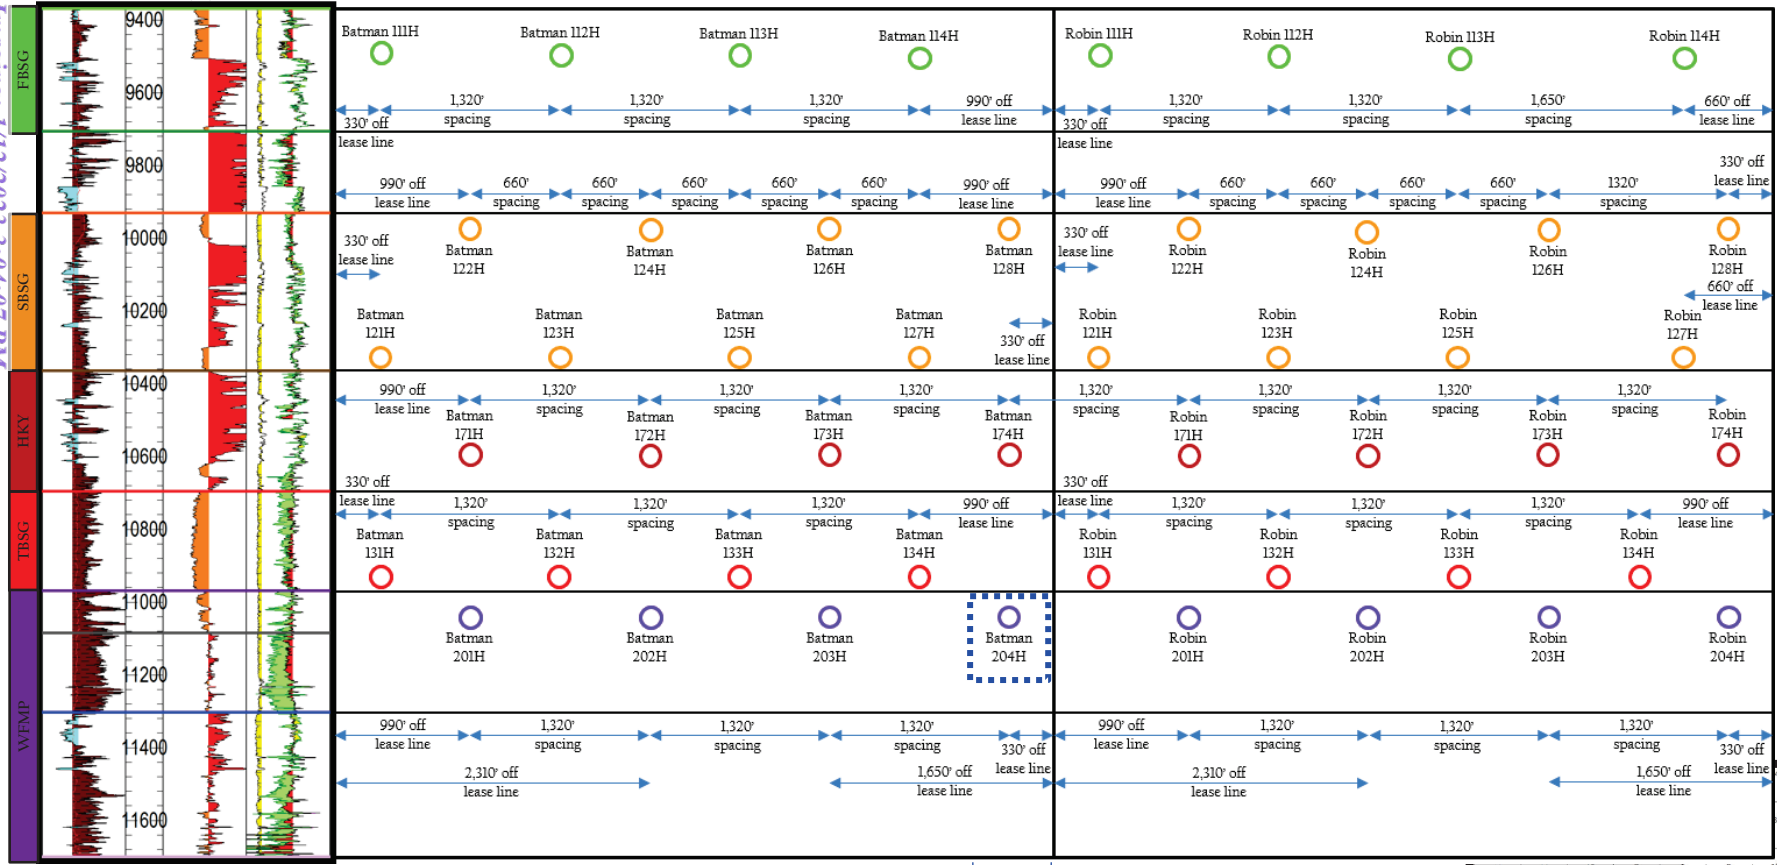 FBSG
SBSG
HKY
TBSG
WFMP
9400
9600
9800
10000
10200
10400
10600
10800
11000
11200
11400
11600
Batman 111H
Batman 112H
Batman 113H
Batman 114H
Robin 111H
Robin 112H
Robin 113H
Robin 114H
330' off
lease line
1,320'
spacing
1,320'
spacing
1,320'
spacing
990' off
lease line
330' off
lease line
1,320'
spacing
1,320'
spacing
1,650'
spacing
660' off
lease line
990' off
lease line
660'
spacing
660'
spacing
660'
spacing
660'
spacing
660'
spacing
990' off
lease line
990' off
lease line
660'
spacing
660'
spacing
660'
spacing
660'
spacing
1320'
spacing
330' off
lease line
330' off
lease line
Batman
122H
Batman
124H
Batman
126H
Batman
128H
330' off
lease line
Robin
122H
Robin
124H
Robin
126H
Robin
128H
660' off
lease line
Batman
121H
Batman
123H
Batman
125H
Batman
127H
330' off
lease line
Robin
121H
Robin
123H
Robin
125H
Robin
127H
990' off
lease line
1,320'
spacing
1,320'
spacing
1,320'
spacing
1,320'
spacing
1,320'
spacing
1,320'
spacing
1,320'
spacing
Batman
171H
Batman
172H
Batman
173H
Batman
174H
Robin
171H
Robin
172H
Robin
173H
Robin
174H
330' off
lease line
1,320'
spacing
1,320'
spacing
1,320'
spacing
990' off
lease line
330' off
lease line
1,320'
spacing
1,320'
spacing
1,320'
spacing
990' off
lease line
Batman
131H
Batman
132H
Batman
133H
Batman
134H
Robin
131H
Robin
132H
Robin
133H
Robin
134H
Batman
201H
Batman
202H
Batman
203H
Batman
204H
Robin
201H
Robin
202H
Robin
203H
Robin
204H
990' off
lease line
1,320'
spacing
1,320'
spacing
1,320'
spacing
330' off
lease line
990' off
lease line
1,320'
spacing
1,320'
spacing
1,320'
spacing
330' off
lease line
2,310' off
lease line
1,650' off
lease line
2,310' off
lease line
1,650' off
lease line